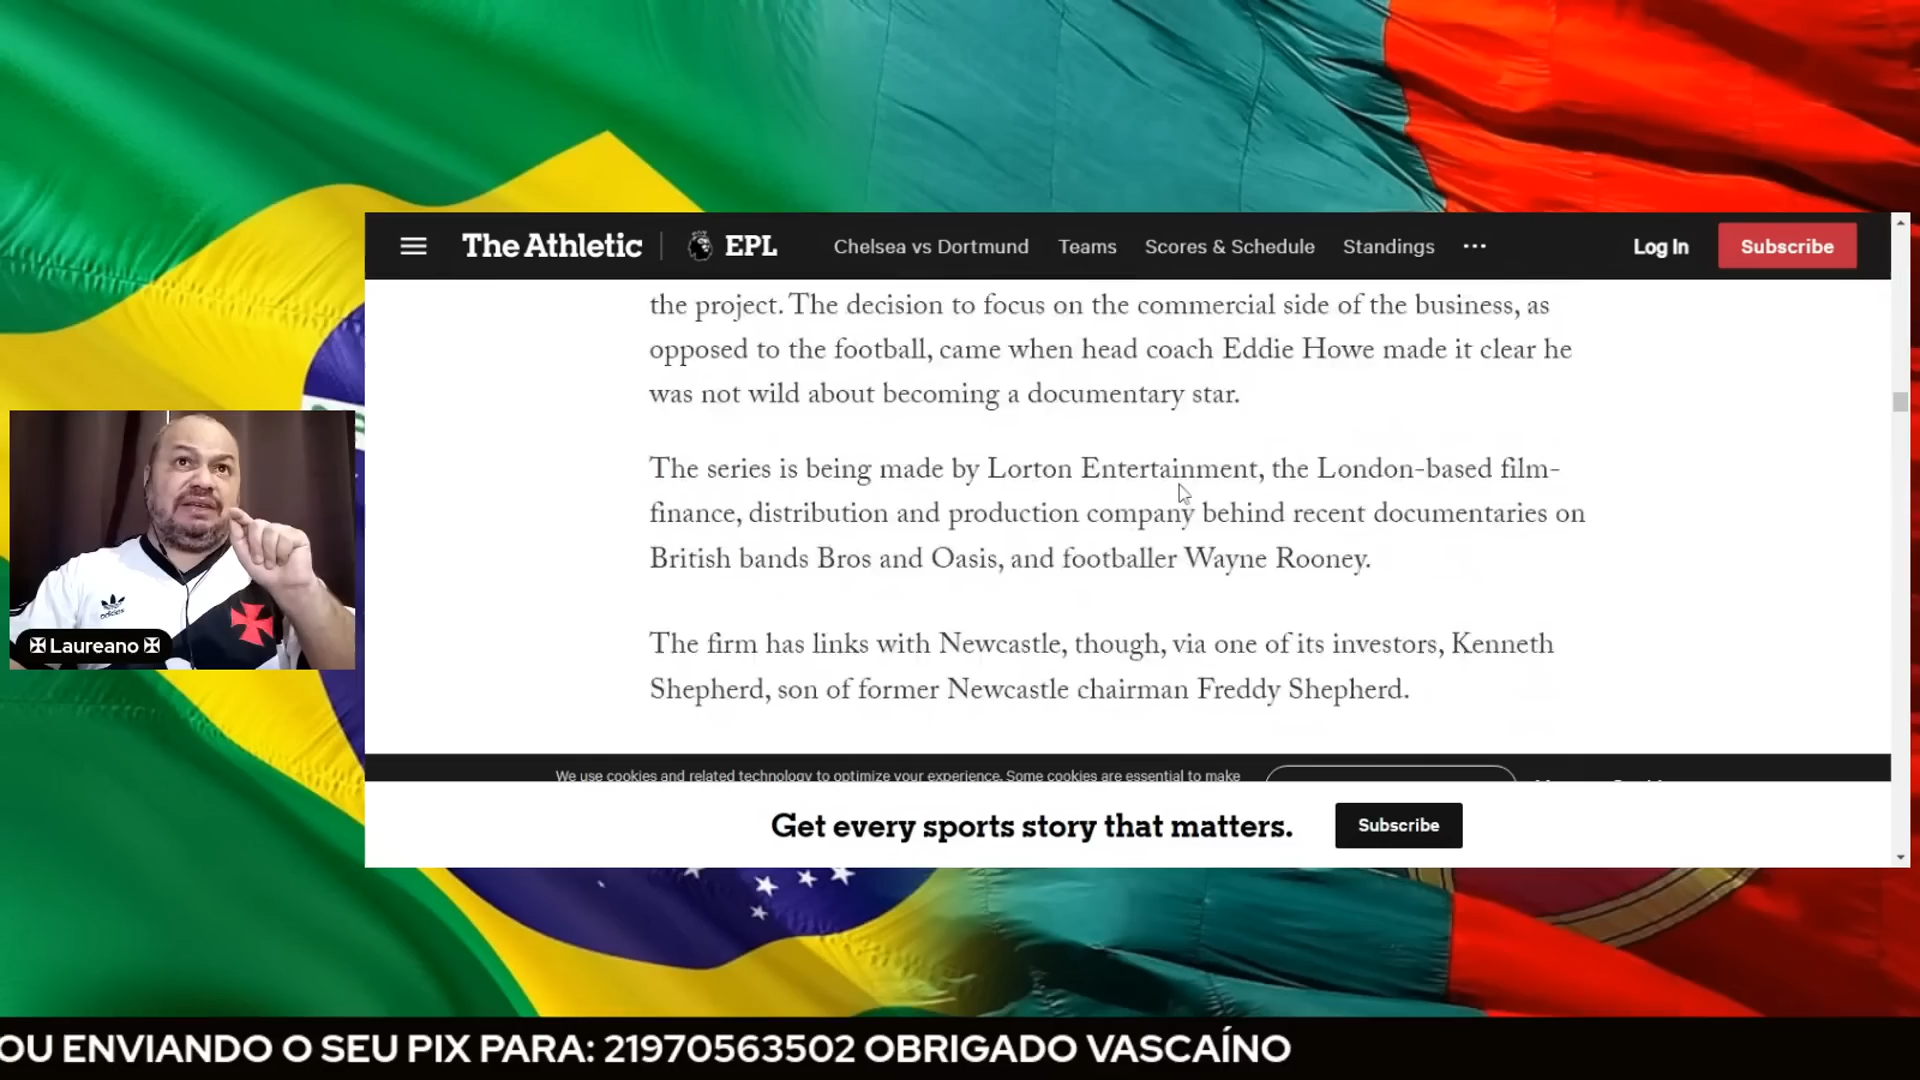 The Athletic
EPL
Chelsea vs Dortmund
Teams
Scores & Schedule
Standings
Log In
Subscribe
the project. The decision to focus on the commercial side of the business, as
opposed to the football, came when head coach Eddie Howe made it clear he
was not wild about becoming a documentary star.
The series is being made by Lorton Entertainment, the London-based film-
finance, distribution and production company behind recent documentaries on
British bands Bros and Oasis, and footballer Wayne Rooney.
The firm has links with Newcastle, though, via one of its investors, Kenneth
Shepherd, son of former Newcastle chairman Freddy Shepherd.
We use cookies and related technology to optimize your experience. Some cookies are essential to make
Get every sports story that matters.
Subscribe
adidas
✠ Laureano ✠
OU ENVIANDO O SEU PIX PARA: 21970563502 OBRIGADO VASCAÍNO